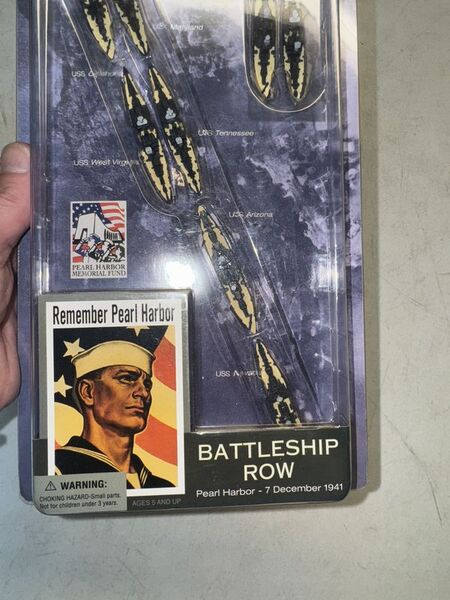 USS Maryland
USS Oklahoma
USS Tennessee
USS West Virginia
USS Arizona
PEARL HARBOR
MEMORIAL FUND
Remember Pearl Harbor
USS Nevada
BATTLESHIP
ROW
Pearl Harbor - 7 December 1941
WARNING:
CHOKING HAZARD-Small parts.
Not for children under 3 years.
AGES 5 AND UP